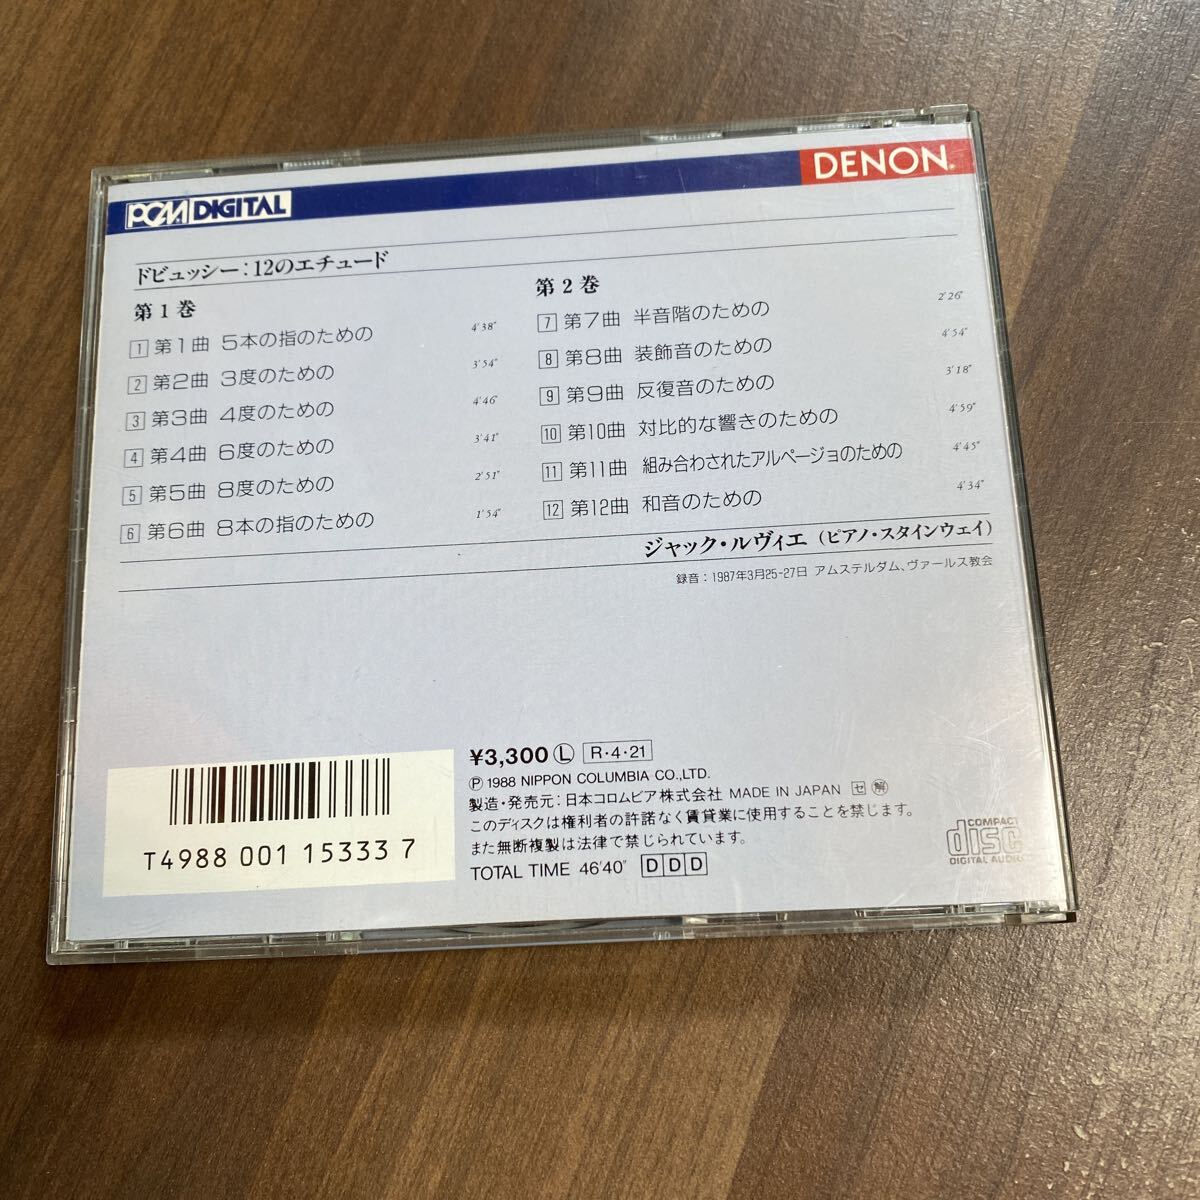 PCM DIGITAL
DENON
ドビュッシー:12のエチュード
第1巻
1 第1曲 5本の指のための 4'38"
2 第2曲 3度のための 3'54"
3 第3曲 4度のための 4'46"
4 第4曲 6度のための 3'41"
5 第5曲 8度のための 2'51"
6 第6曲 8本の指のための 1'54"
第2巻
7 第7曲 半音階のための 2'26"
8 第8曲 装飾音のための 4'54"
9 第9曲 反復音のための 3'18"
10 第10曲 対比的な響きのための 4'59"
11 第11曲 組み合わされたアルページョのための 4'45"
12 第12曲 和音のための 4'34"
ジャック・ルヴィエ(ピアノ・スタインウェイ)
録音:1987年3月25-27日 アムステルダム、ヴァールス教会
¥3,300 Ⓛ R・4・21
Ⓟ 1988 NIPPON COLUMBIA CO.,LTD.
製造・発売元:日本コロムビア株式会社 MADE IN JAPAN セ 解
このディスクは権利者の許諾なく賃貸業に使用することを禁じます。
また無断複製は法律で禁じられています。
TOTAL TIME 46'40" D D D
T4988 001 15333 7
COMPACT
disc
DIGITAL AUDIO